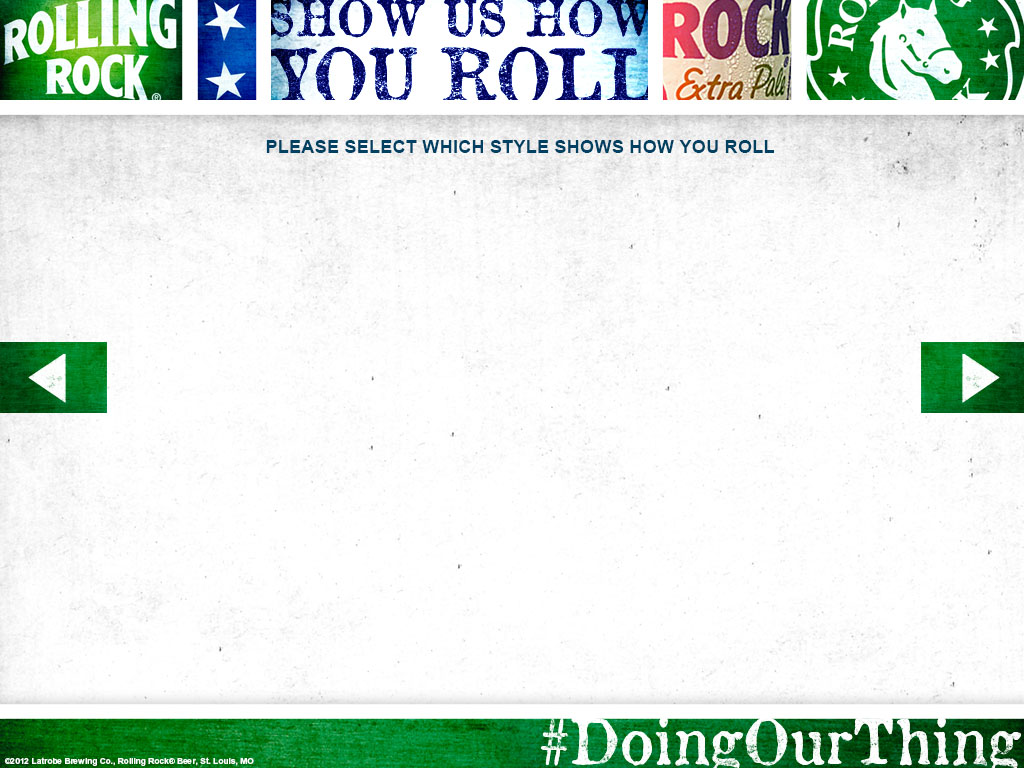 ROLLING
ROCK®
SHOW US HOW
YOU ROLL
ROCK
Extra Pale
RO
PLEASE SELECT WHICH STYLE SHOWS HOW YOU ROLL
#DoingOurThing
©2012 Latrobe Brewing Co., Rolling Rock® Beer, St. Louis, MO